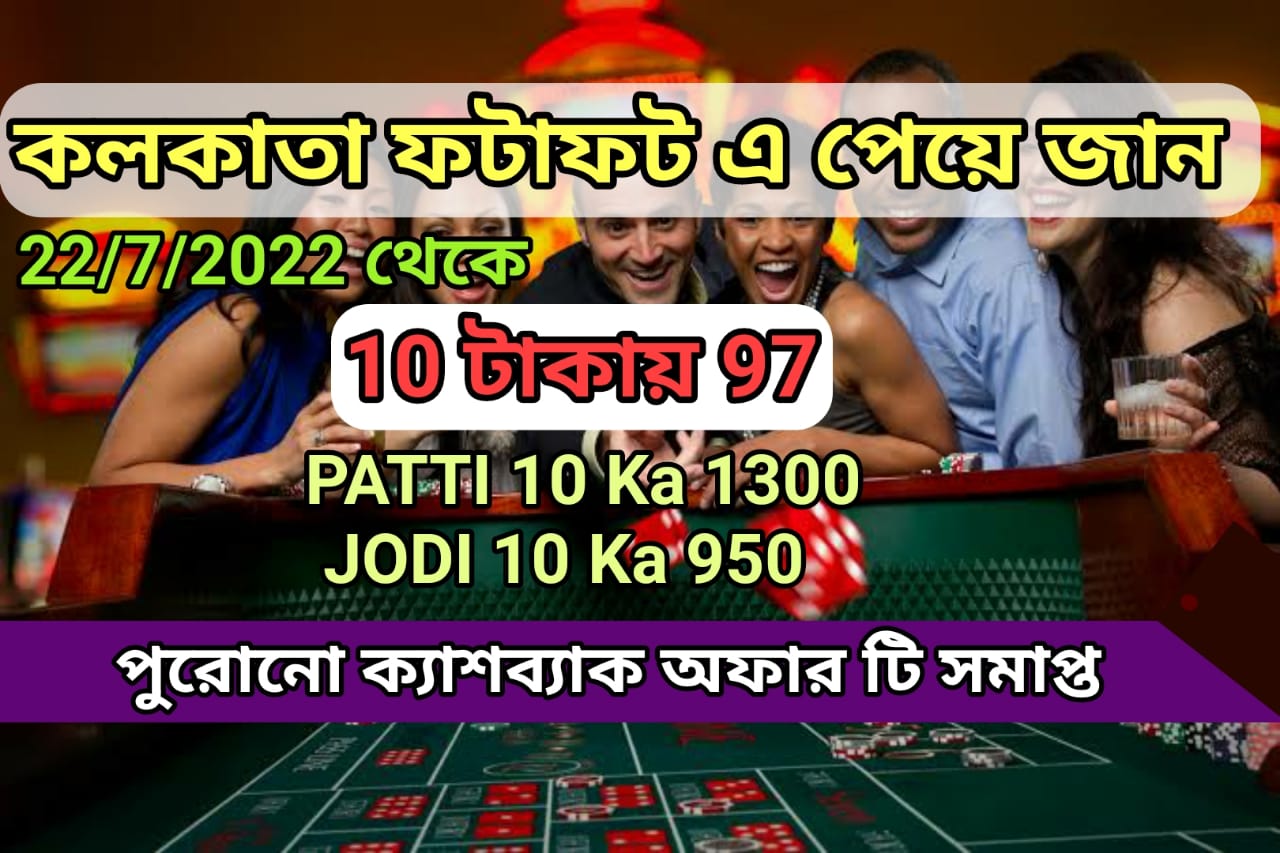 কলকাতা ফটাফট এ পেয়ে জান
22/7/2022 থেকে
10 টাকায় 97
PATTI 10 Ka 1300
JODI 10 Ka 950
পুরোনো ক্যাশব্যাক অফার টি সমাপ্ত